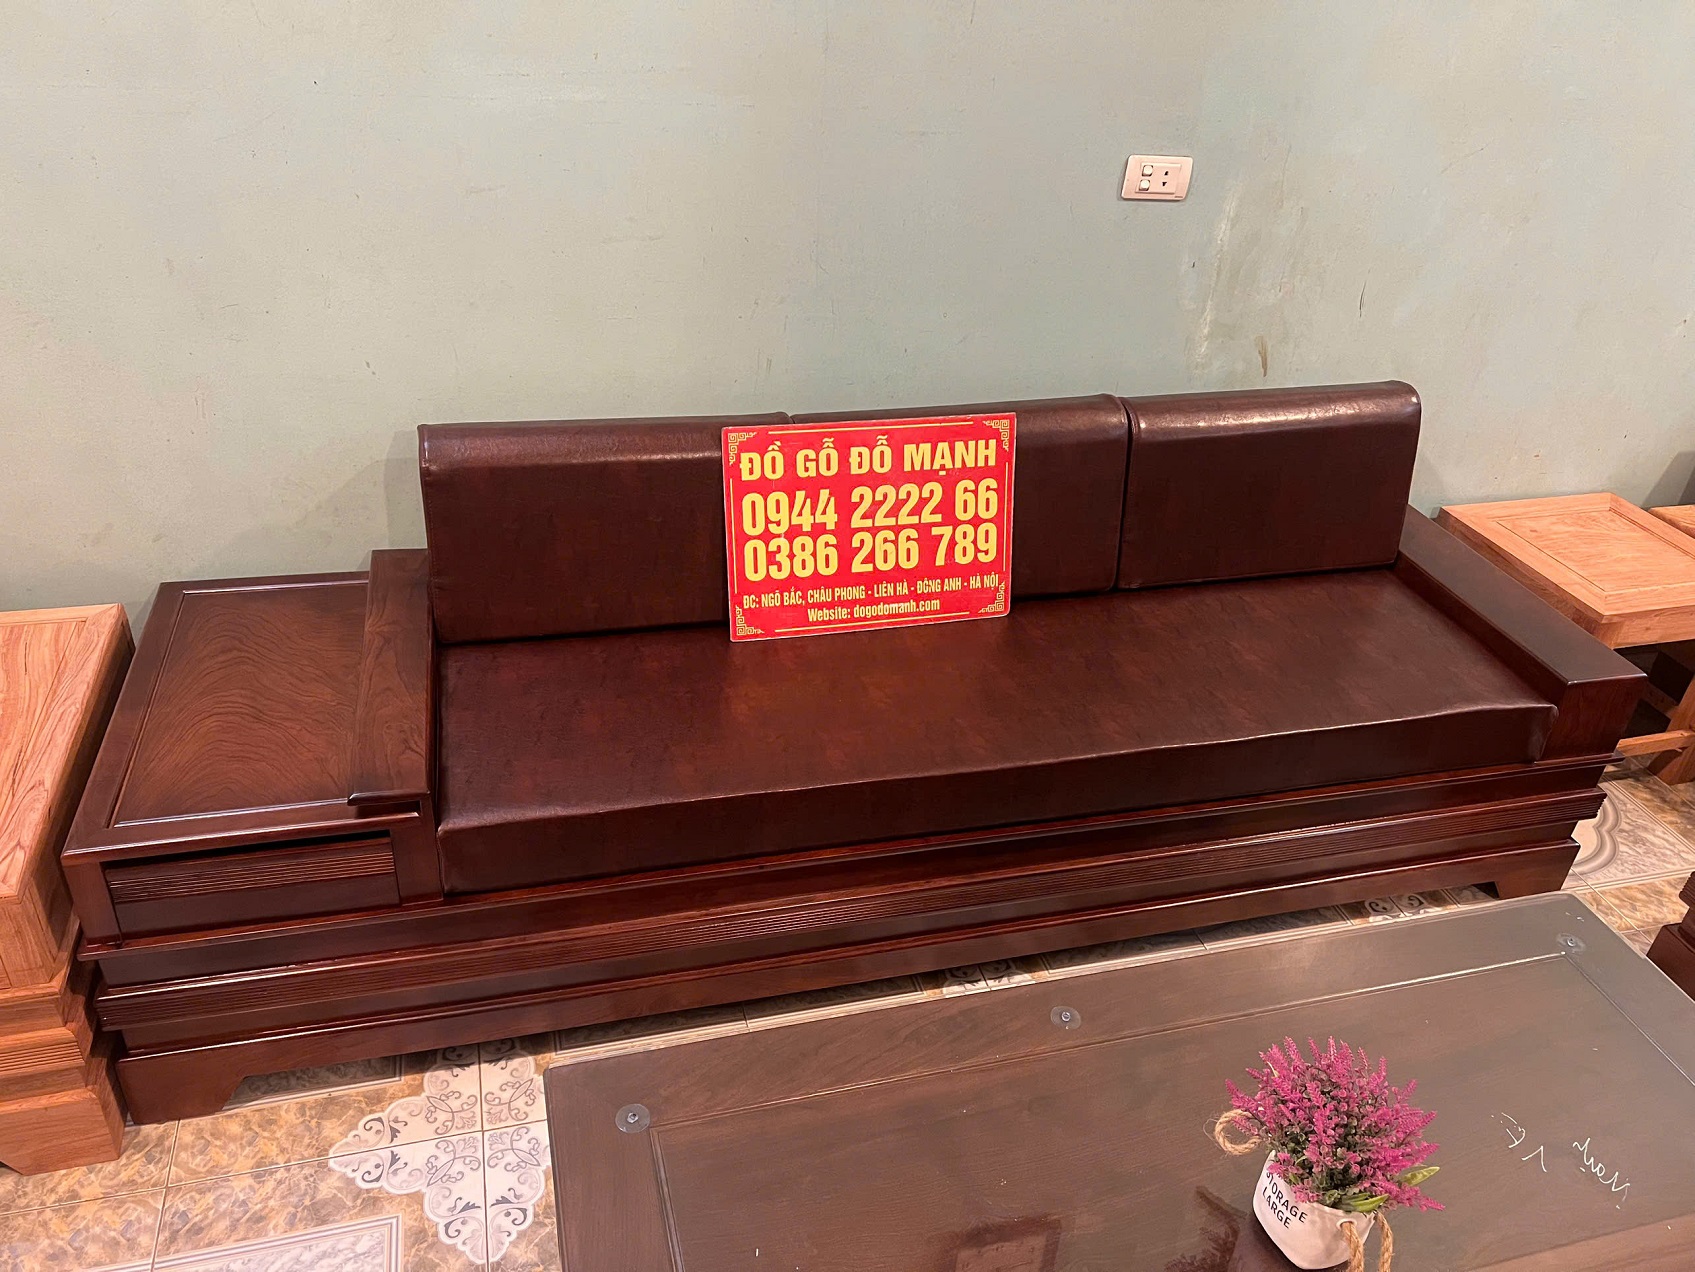 ĐỒ GỖ ĐỖ MẠNH
0944 2222 66
0386 266 789
ĐC: NGÕ BẮC, CHÂU PHONG - LIÊN HÀ - ĐÔNG ANH - HÀ NỘI
Website: dogodomanh.com
STORAGE
LARGE